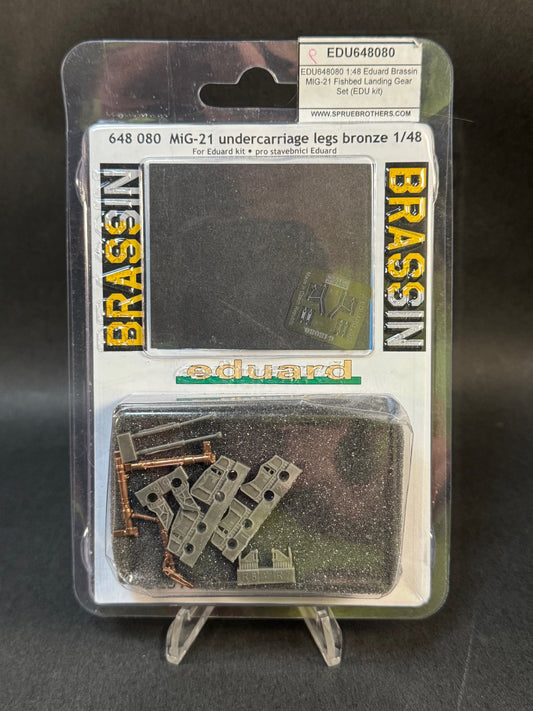 EDU648080
EDU648080 1:48 Eduard Brassin
MIG-21 Fishbed Landing Gear
Set (EDU kit)
WWW.SPRUEBROTHERS.COM
648 080 MiG-21 undercarriage legs bronze 1/48
For Eduard kit • pro stavebnici Eduard
BRASSIN
BRASSIN
eduard